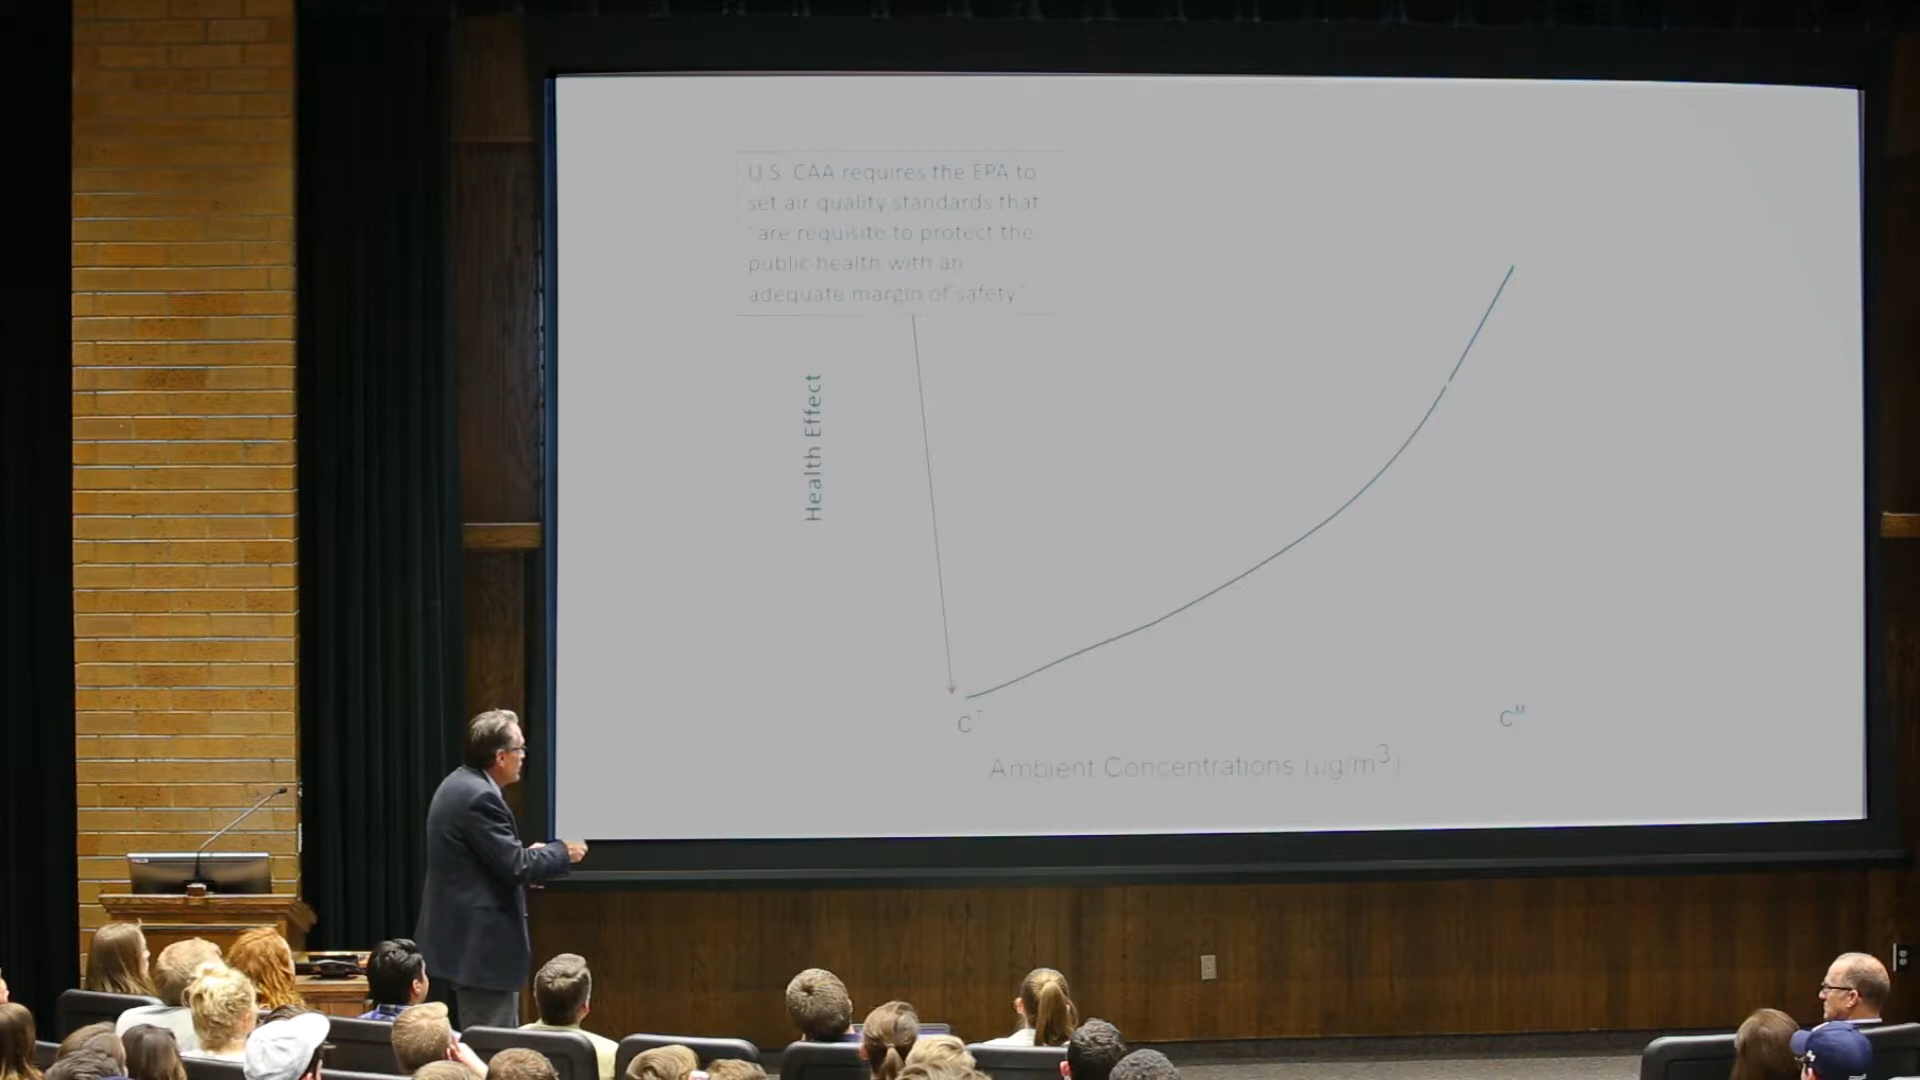 U.S. CAA requires the EPA to
set air quality standards that
"are requisite to protect the
public health with an
adequate margin of safety"
Health Effect
C^T
C^M
Ambient Concentrations (µg/m³)